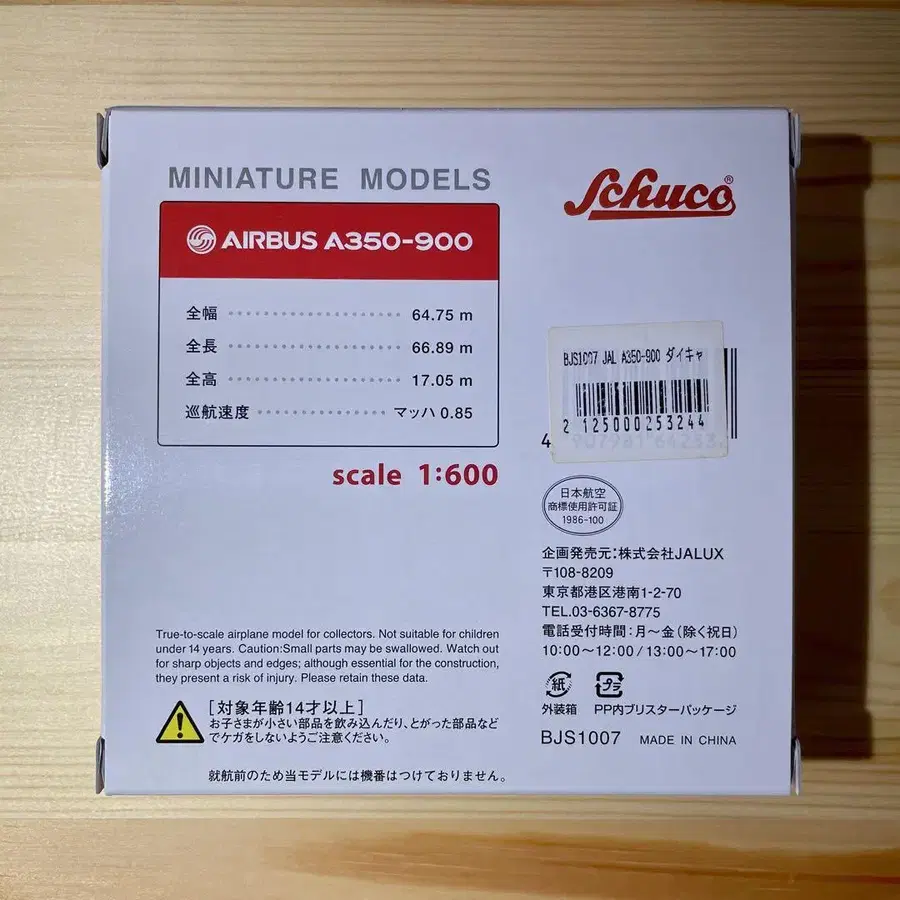 MINIATURE MODELS
Schuco®
AIRBUS A350-900
全幅 64.75 m
全長 66.89 m
全高 17.05 m
巡航速度 マッハ 0.85
scale 1:600
BJS1007 JAL A350-900 ダイキャ
2 125000 253244
日本航空
商標使用許可証
1986-100
企画発売元:株式会社JALUX
〒108-8209
東京都港区港南1-2-70
TEL.03-6367-8775
電話受付時間:月〜金(除く祝日)
10:00〜12:00/13:00〜17:00
True-to-scale airplane model for collectors. Not suitable for children
under 14 years. Caution:Small parts may be swallowed. Watch out
for sharp objects and edges; although essential for the construction,
they present a risk of injury. Please retain these data.
[対象年齢14才以上]
お子さまが小さい部品を飲み込んだり、とがった部品など
でケガをしないようご注意ください。
就航前のため当モデルには機番はつけておりません。
紙 プラ
外装箱 PP内ブリスターパッケージ
BJS1007 MADE IN CHINA